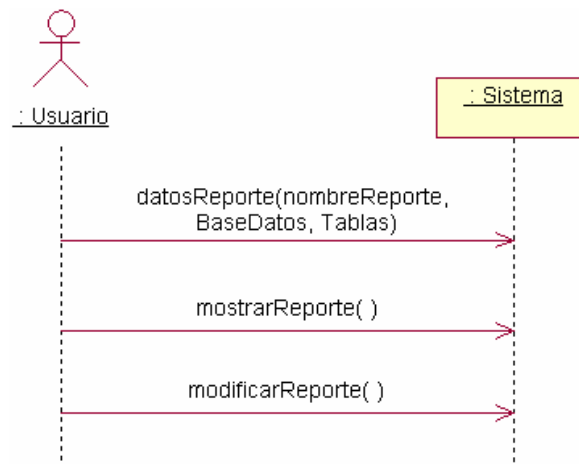 : Usuario
: Sistema
datosReporte(nombreReporte,
BaseDatos, Tablas)
mostrarReporte( )
modificarReporte( )